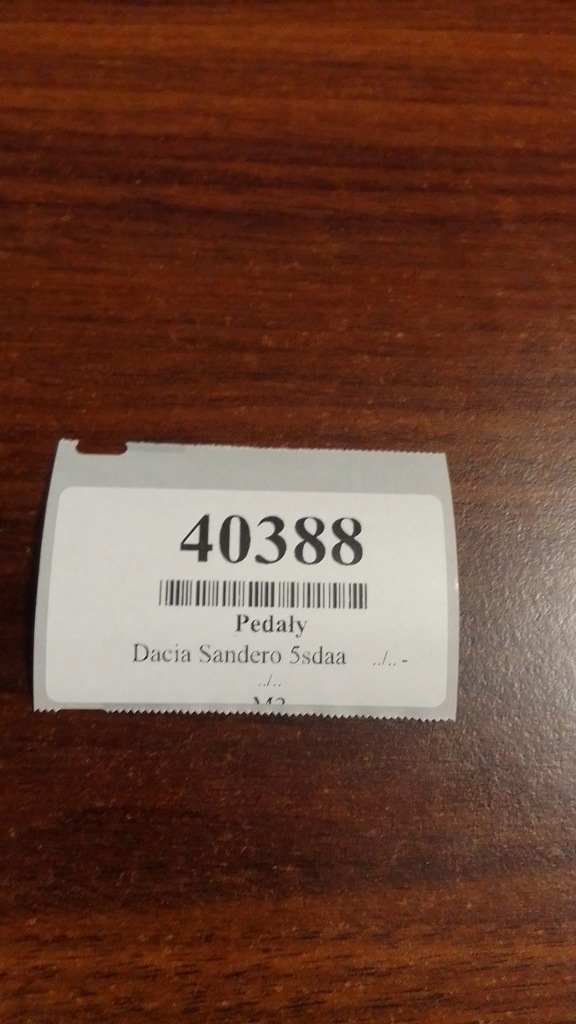 40388
Pedały
Dacia Sandero 5sdaa ../.. -
../..